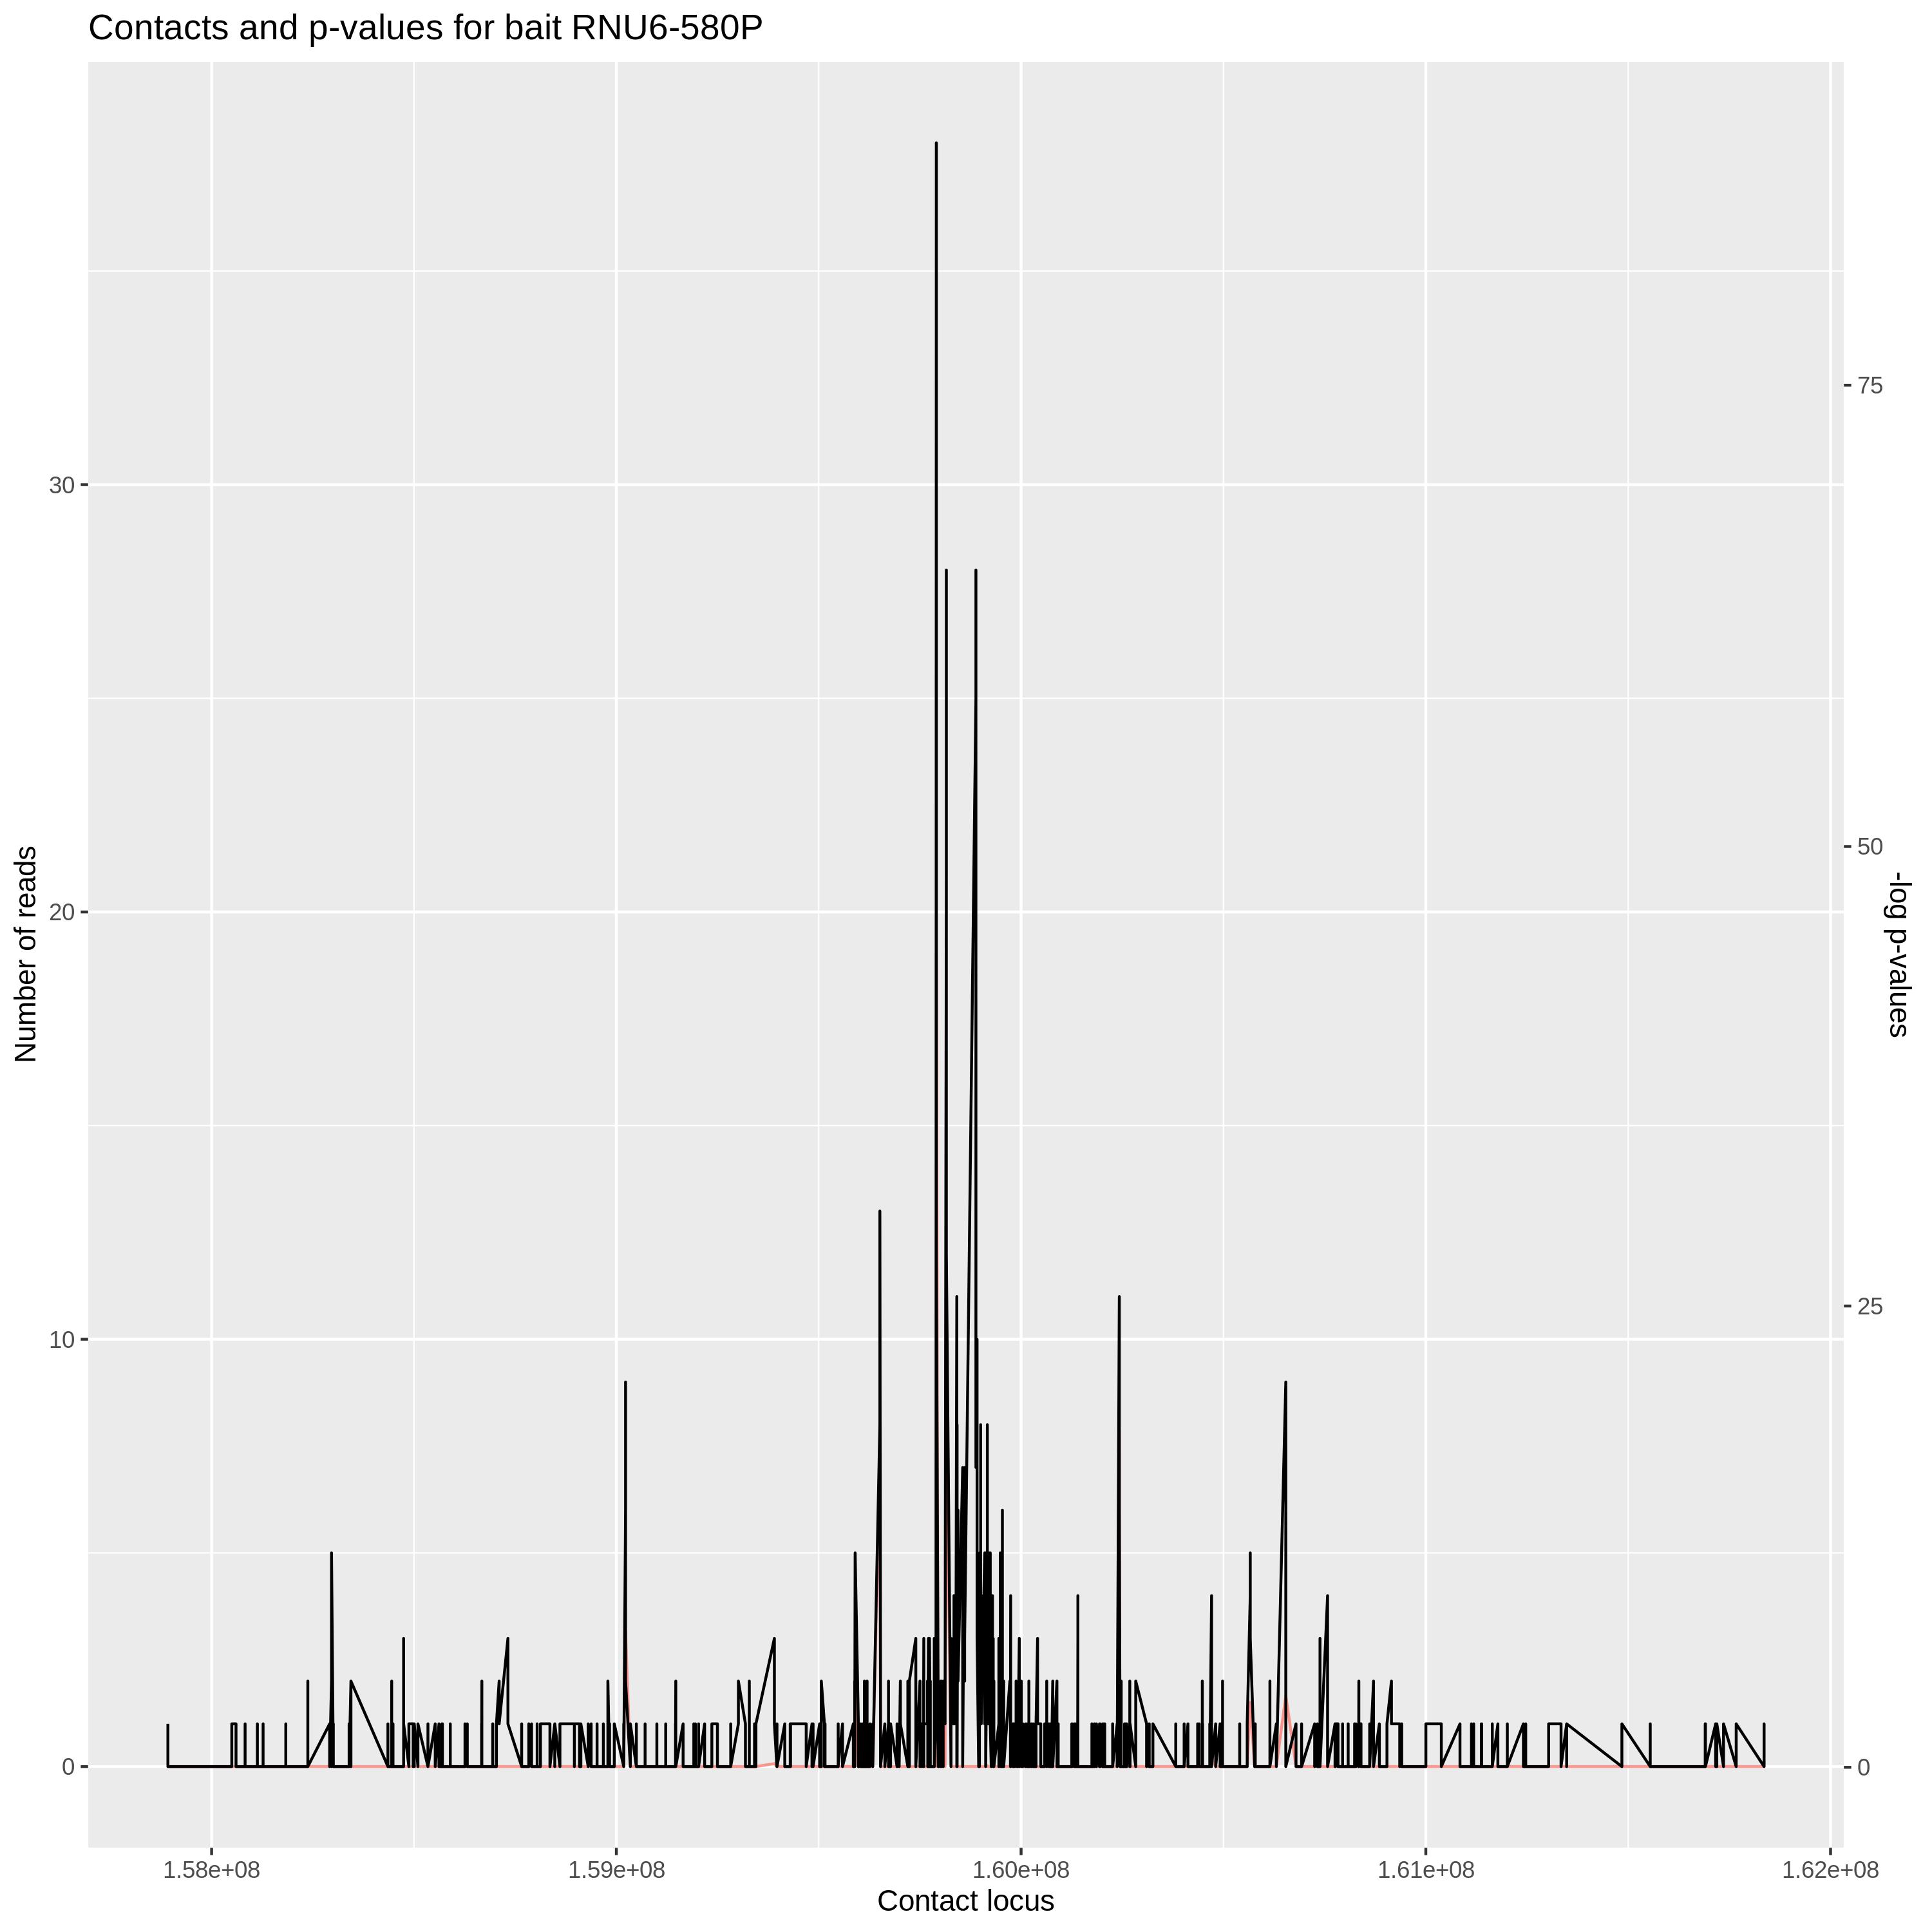 Contacts and p-values for bait RNU6-580P
Number of reads
30
20
10
0
75
50
25
0
-log p-values
1.58e+08
1.59e+08
1.60e+08
1.61e+08
1.62e+08
Contact locus